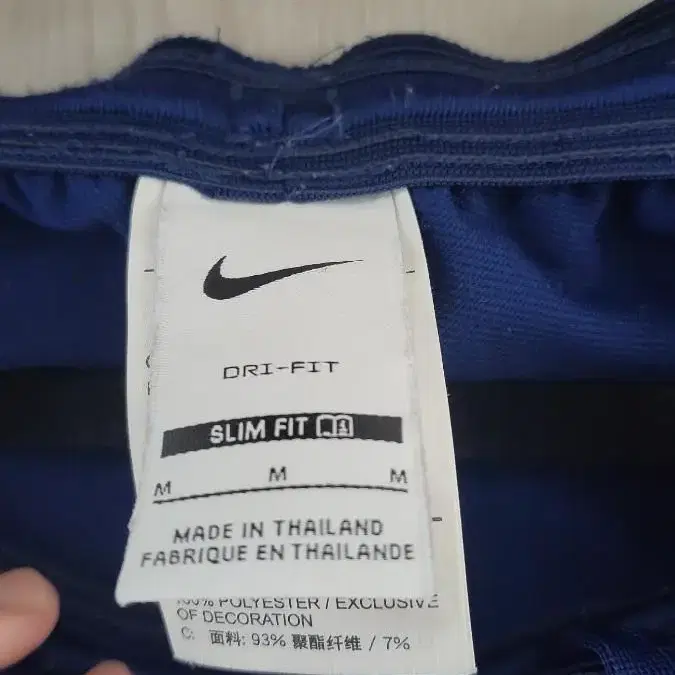 DRI-FIT
SLIM FIT
M M M
MADE IN THAILAND
FABRIQUE EN THAILANDE
100% POLYESTER / EXCLUSIVE
OF DECORATION
C: 面料: 93% 聚酯纤维 / 7%